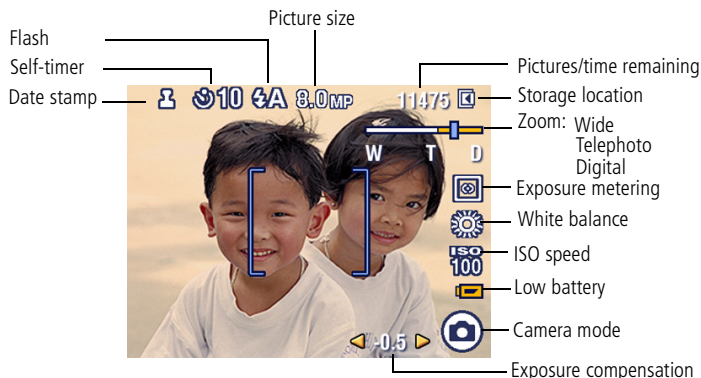 Picture size
Flash
Self-timer
Date stamp
Pictures/time remaining
Storage location
Zoom: Wide
Telephoto
Digital
10 A 8.0MP 11475
W T D
Exposure metering
White balance
ISO speed
ISO
100
Low battery
Camera mode
-0.5
Exposure compensation